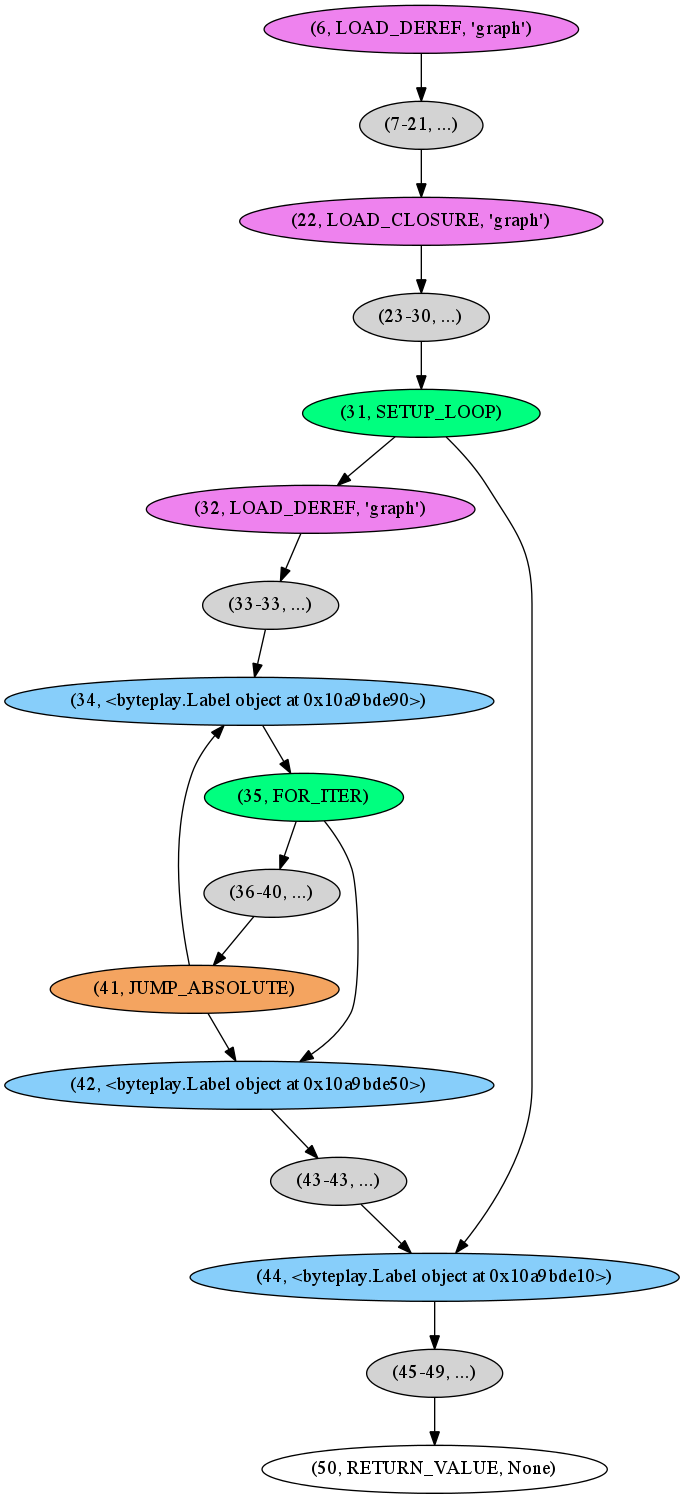 (6, LOAD_DEREF, 'graph')
(7-21, ...)
(22, LOAD_CLOSURE, 'graph')
(23-30, ...)
(31, SETUP_LOOP)
(32, LOAD_DEREF, 'graph')
(33-33, ...)
(34, <byteplay.Label object at 0x10a9bde90>)
(35, FOR_ITER)
(36-40, ...)
(41, JUMP_ABSOLUTE)
(42, <byteplay.Label object at 0x10a9bde50>)
(43-43, ...)
(44, <byteplay.Label object at 0x10a9bde10>)
(45-49, ...)
(50, RETURN_VALUE, None)